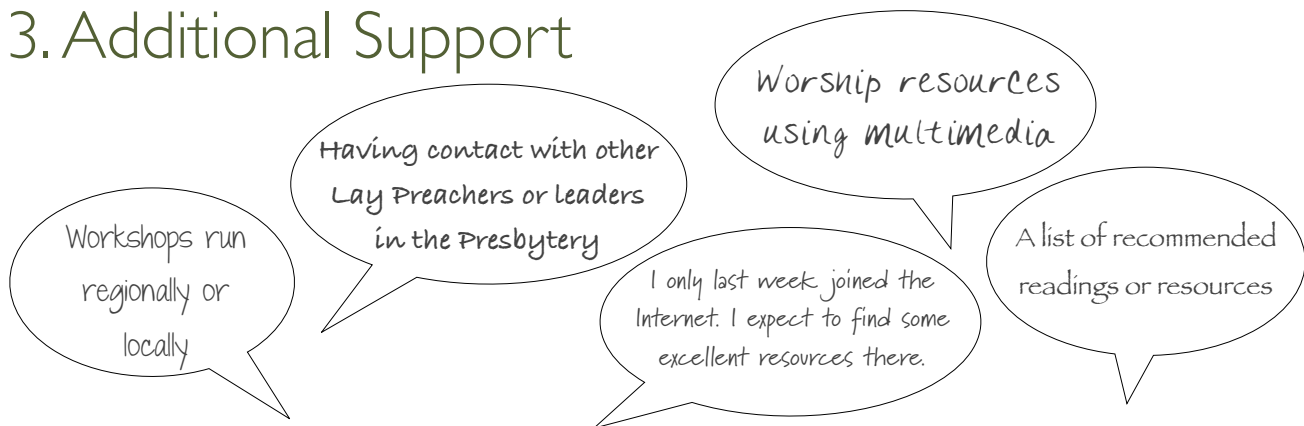 3. Additional Support
Worship resources
using multimedia
Having contact with other
Lay Preachers or leaders
in the Presbytery
Workshops run
regionally or
locally
I only last week joined the
Internet. I expect to find some
excellent resources there.
A list of recommended
readings or resources